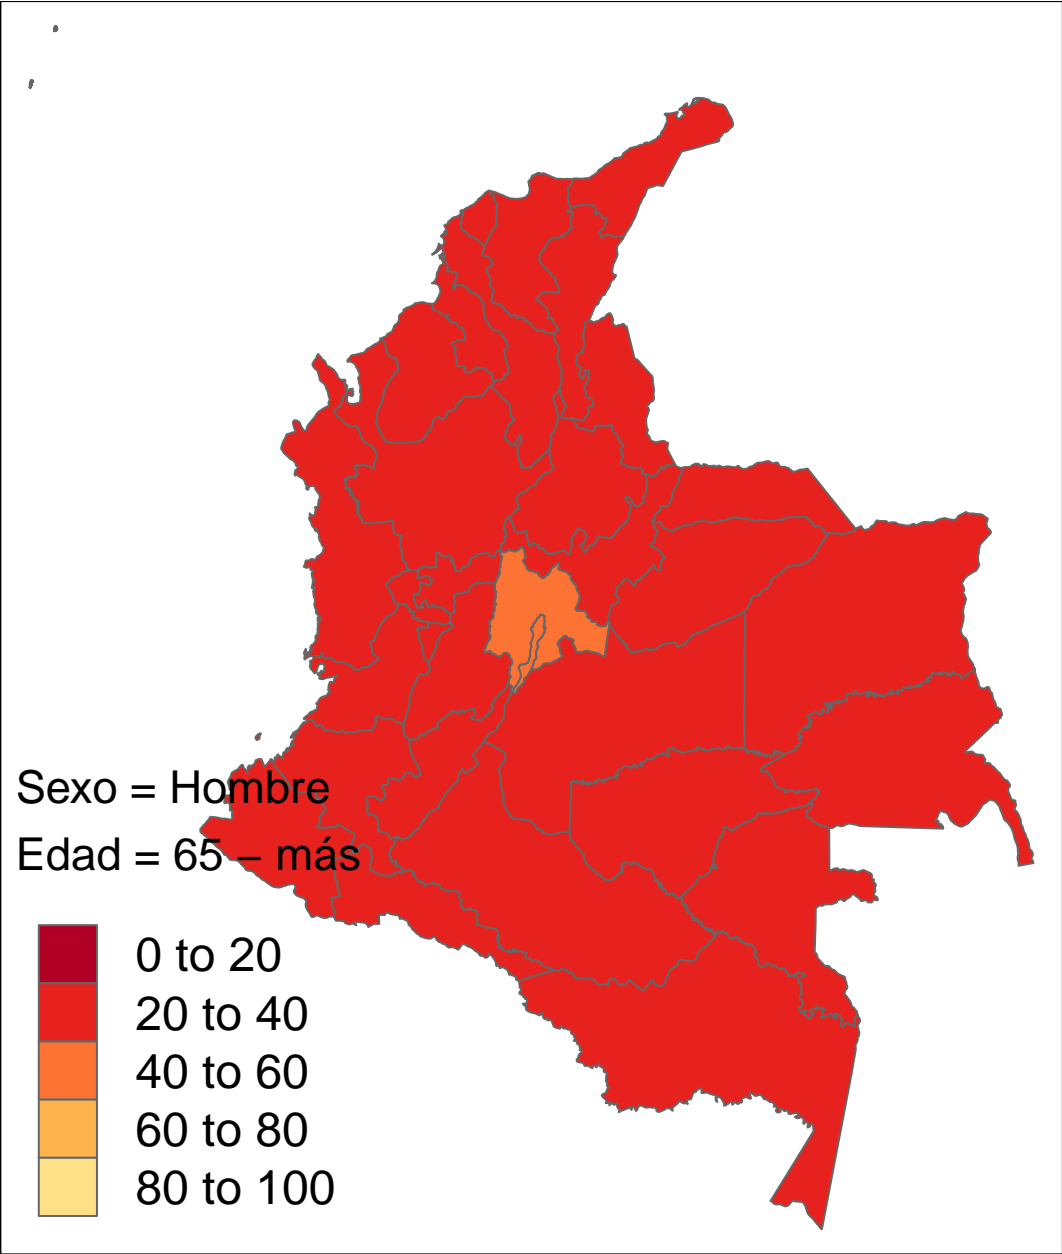 Sexo = Hombre
Edad = 65 – más
0 to 20
20 to 40
40 to 60
60 to 80
80 to 100